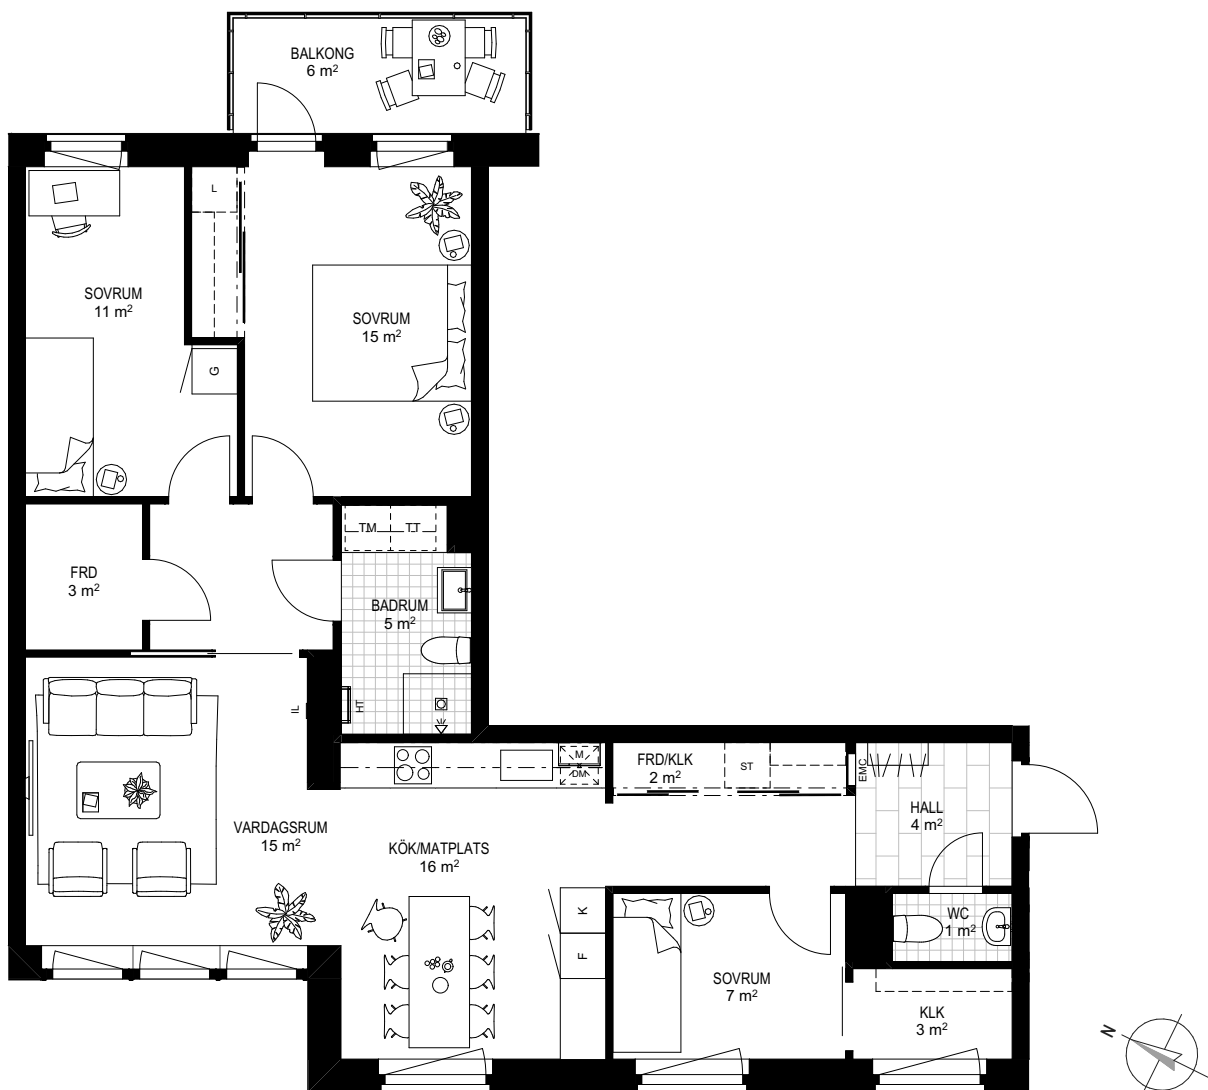 BALKONG
6 m²
L
SOVRUM
11 m²
SOVRUM
15 m²
G
TM
TT
FRD
3 m²
BADRUM
5 m²
IL
HT
M
DM
FRD/KLK
2 m²
ST
EMC
HALL
4 m²
VARDAGSRUM
15 m²
KÖK/MATPLATS
16 m²
K
F
WC
1 m²
SOVRUM
7 m²
KLK
3 m²
N